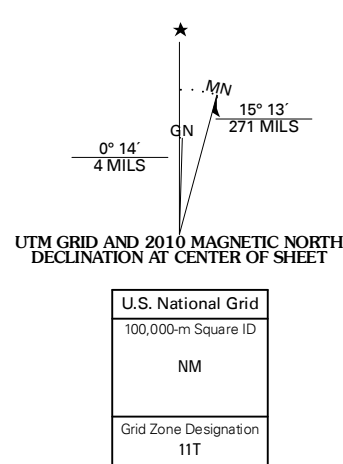 ★
MN
GN
15° 13´
271 MILS
0° 14´
4 MILS
UTM GRID AND 2010 MAGNETIC NORTH
DECLINATION AT CENTER OF SHEET
U.S. National Grid
100,000-m Square ID
NM
Grid Zone Designation
11T